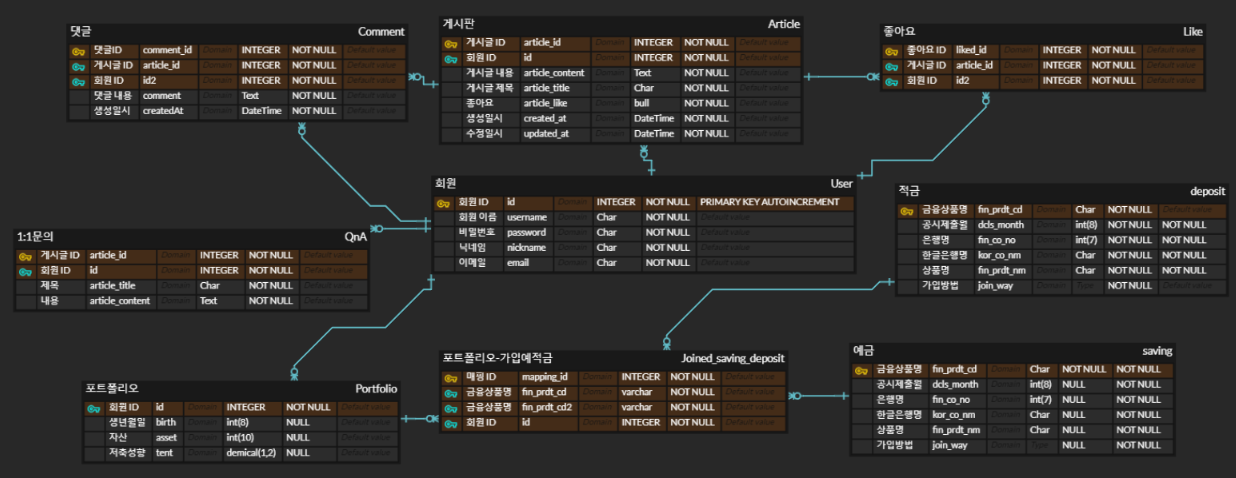 댓글 Comment
댓글ID comment_id Domain INTEGER NOT NULL Default value
게시글 ID article_id Domain INTEGER NOT NULL Default value
회원 ID id2 Domain INTEGER NOT NULL Default value
댓글 내용 comment Domain Text NOT NULL Default value
생성일시 createdAt Domain DateTime NOT NULL Default value
게시판 Article
게시글 ID article_id Domain INTEGER NOT NULL Default value
회원 ID id Domain INTEGER NOT NULL Default value
게시글 내용 article_content Domain Text NOT NULL Default value
게시글 제목 article_title Domain Char NOT NULL Default value
좋아요 article_like Domain bull NOT NULL Default value
생성일시 created_at Domain DateTime NOT NULL Default value
수정일시 updated_at Domain DateTime NOT NULL Default value
좋아요 Like
좋아요 ID liked_id Domain INTEGER NOT NULL Default value
게시글 ID article_id Domain INTEGER NOT NULL Default value
회원 ID id2 Domain INTEGER NOT NULL Default value
회원 User
회원 ID id Domain INTEGER NOT NULL PRIMARY KEY AUTOINCREMENT
회원 이름 username Domain Char NOT NULL Default value
비밀번호 password Domain Char NOT NULL Default value
닉네임 nickname Domain Char NOT NULL Default value
이메일 email Domain Char NOT NULL Default value
적금 deposit
금융상품명 fin_prdt_cd Domain Char NOT NULL Default value
공시제출월 dcls_month Domain int(8) NOT NULL Default value
은행명 fin_co_no Domain int(7) NOT NULL Default value
한글은행명 kor_co_nm Domain Char NOT NULL Default value
상품명 fin_prdt_nm Domain Char NOT NULL Default value
가입방법 join_way Domain Type NOT NULL Default value
1:1문의 QnA
게시글 ID article_id Domain INTEGER NOT NULL Default value
회원 ID id Domain INTEGER NOT NULL Default value
제목 article_title Domain Char NOT NULL Default value
내용 article_content Domain Text NOT NULL Default value
포트폴리오 Portfolio
회원 ID id Domain INTEGER NOT NULL Default value
생년월일 birth Domain int(8) NULL Default value
자산 asset Domain int(10) NULL Default value
저축성향 tent Domain demical(1,2) NULL Default value
포트폴리오-가입예적금 Joined_saving_deposit
매핑 ID mapping_id Domain INTEGER NOT NULL Default value
금융상품명 fin_prdt_cd Domain varchar NOT NULL Default value
금융상품명 fin_prdt_cd2 Domain varchar NOT NULL Default value
회원 ID id Domain INTEGER NOT NULL Default value
예금 saving
금융상품명 fin_prdt_cd Domain Char NOT NULL NOT NULL
공시제출월 dcls_month Domain int(8) NULL NOT NULL
은행명 fin_co_no Domain int(7) NULL NOT NULL
한글은행명 kor_co_nm Domain Char NULL NOT NULL
상품명 fin_prdt_nm Domain Char NULL NOT NULL
가입방법 join_way Domain Type NULL NOT NULL